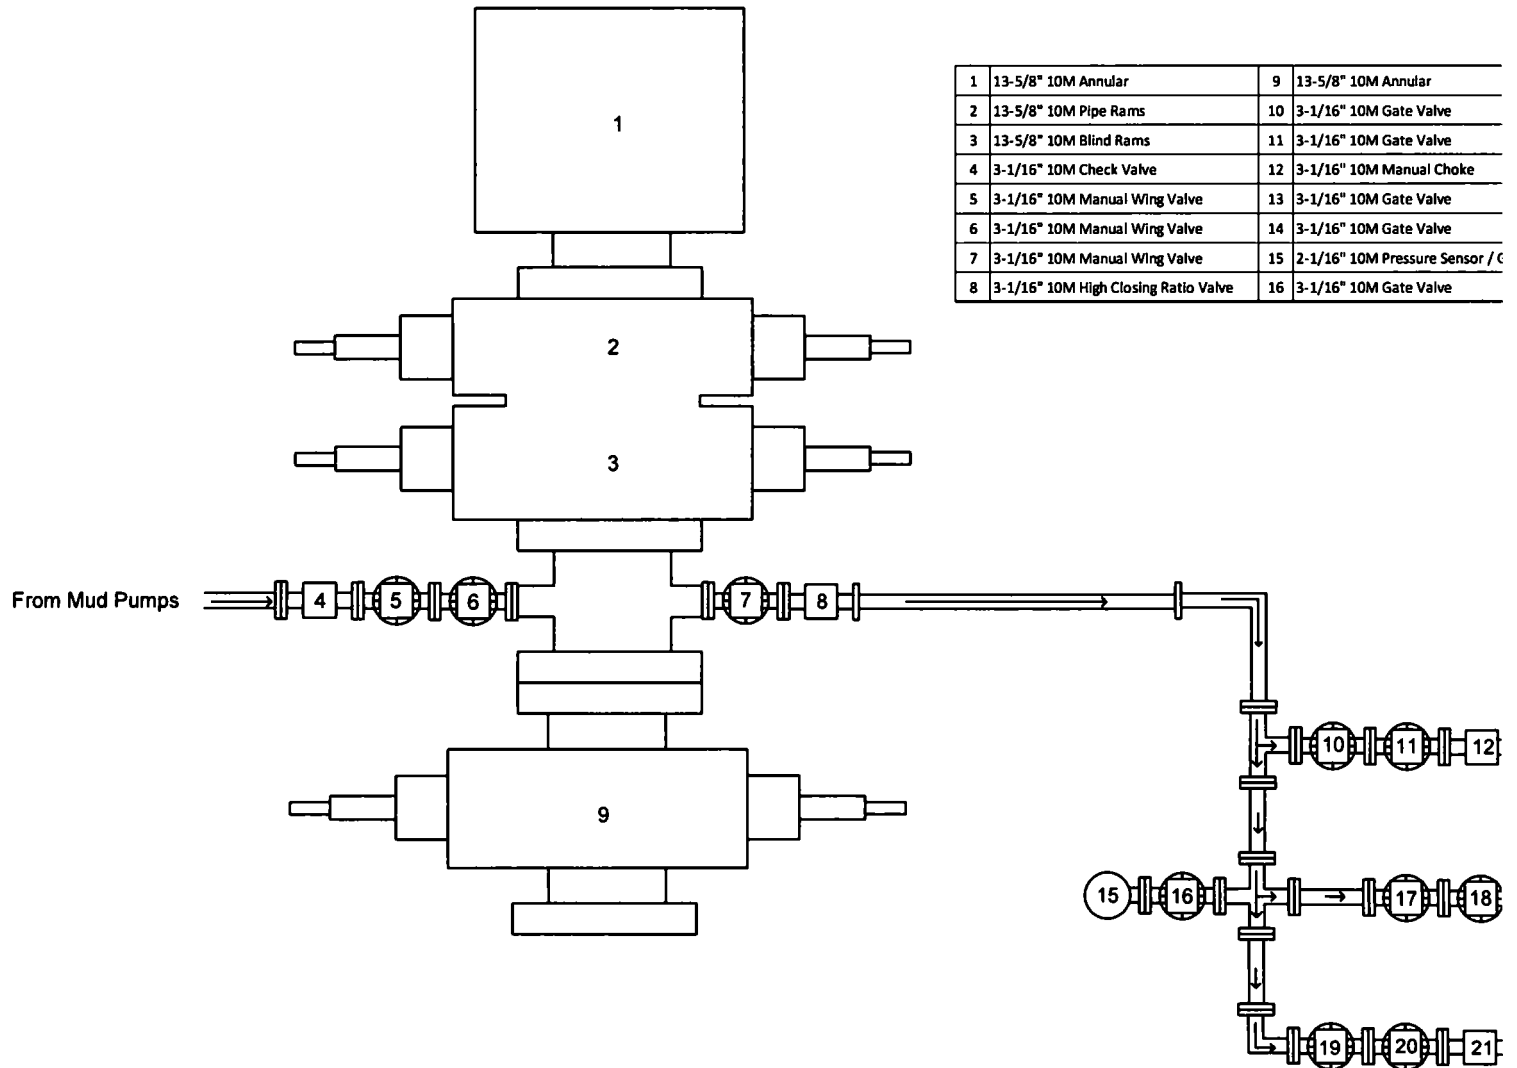 1 13-5/8" 10M Annular 9 13-5/8" 10M Annular
2 13-5/8" 10M Pipe Rams 10 3-1/16" 10M Gate Valve
3 13-5/8" 10M Blind Rams 11 3-1/16" 10M Gate Valve
4 3-1/16" 10M Check Valve 12 3-1/16" 10M Manual Choke
5 3-1/16" 10M Manual Wing Valve 13 3-1/16" 10M Gate Valve
6 3-1/16" 10M Manual Wing Valve 14 3-1/16" 10M Gate Valve
7 3-1/16" 10M Manual Wing Valve 15 2-1/16" 10M Pressure Sensor /
8 3-1/16" 10M High Closing Ratio Valve 16 3-1/16" 10M Gate Valve
1
2
3
From Mud Pumps 4 5 6 7 8
10 11 12
9
15 16 17 18
19 20 21